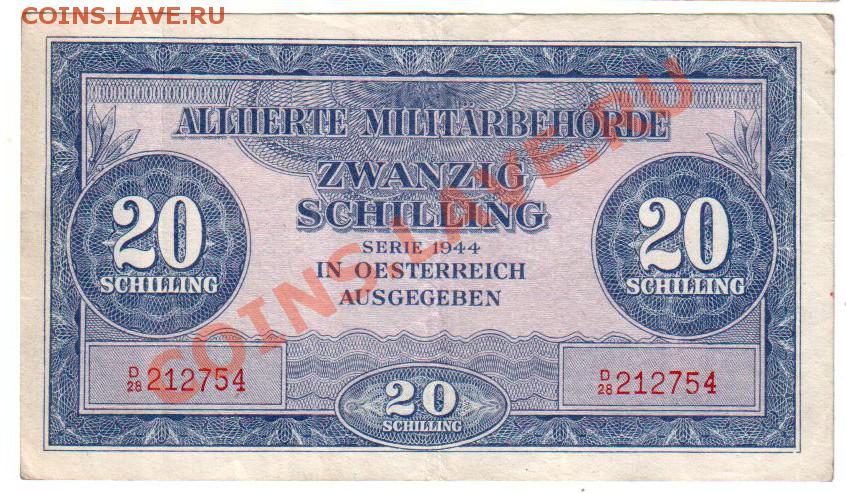 COINS.LAVE.RU
ALLIIERTE MILITÄRBEHÖRDE
ZWANZIG
SCHILLING
SERIE 1944
IN OESTERREICH
AUSGEGEBEN
20
SCHILLING
20
SCHILLING
D/28 212754
D/28 212754
20
SCHILLING
COINS.LAVE.RU